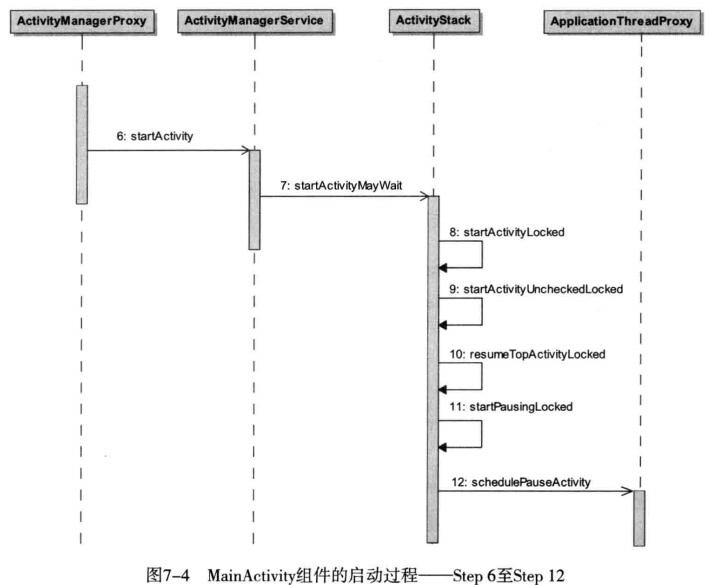 ActivityManagerProxy
ActivityManagerService
ActivityStack
ApplicationThreadProxy
6: startActivity
7: startActivityMayWait
8: startActivityLocked
9: startActivityUncheckedLocked
10: resumeTopActivityLocked
11: startPausingLocked
12: schedulePauseActivity
图7-4 MainActivity组件的启动过程——Step 6至Step 12